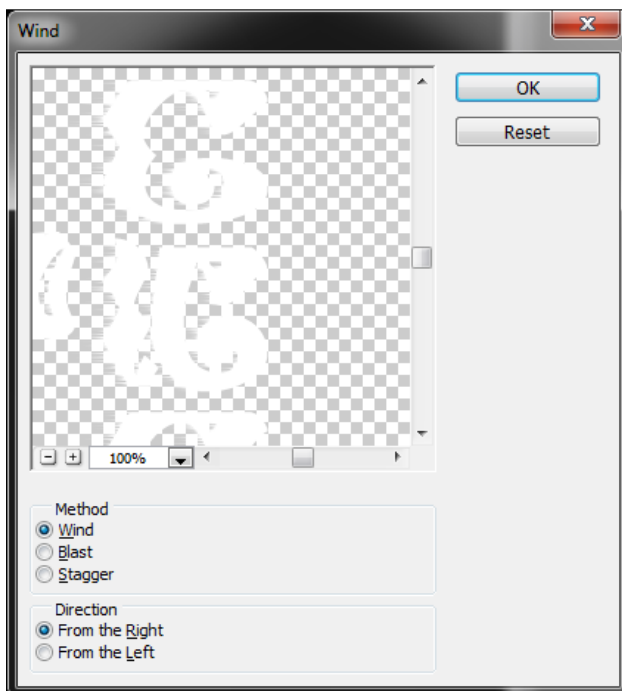 Wind
OK
Reset
100%
Method
Wind
Blast
Stagger
Direction
From the Right
From the Left